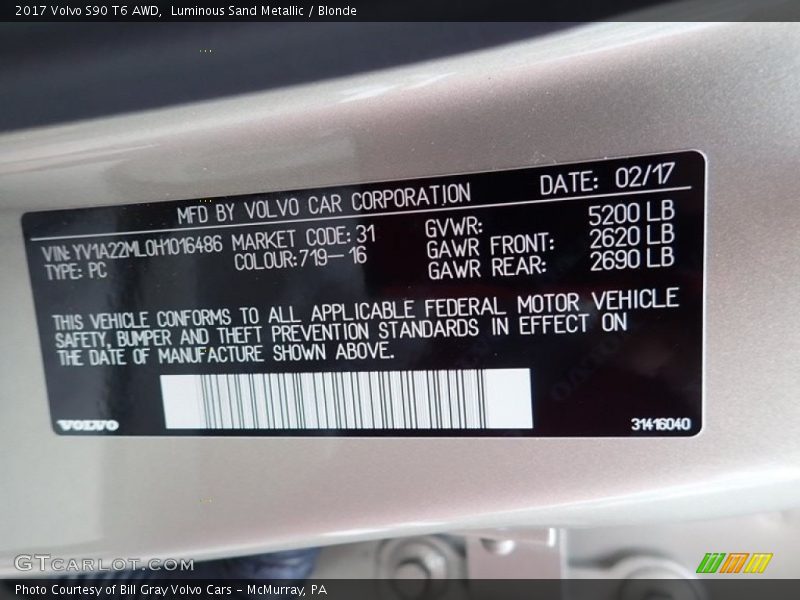 2017 Volvo S90 T6 AWD,  Luminous Sand Metallic / Blonde
MFD BY VOLVO CAR CORPORATION DATE: 02/17
VIN: YV1A22ML0H1016486 MARKET CODE: 31 GVWR: 5200 LB
TYPE: PC COLOUR: 719-16 GAWR FRONT: 2620 LB
GAWR REAR: 2690 LB
THIS VEHICLE CONFORMS TO ALL APPLICABLE FEDERAL MOTOR VEHICLE
SAFETY, BUMPER AND THEFT PREVENTION STANDARDS IN EFFECT ON
THE DATE OF MANUFACTURE SHOWN ABOVE.
VOLVO 31416040
GTCARLOT.COM
Photo Courtesy of Bill Gray Volvo Cars - McMurray, PA